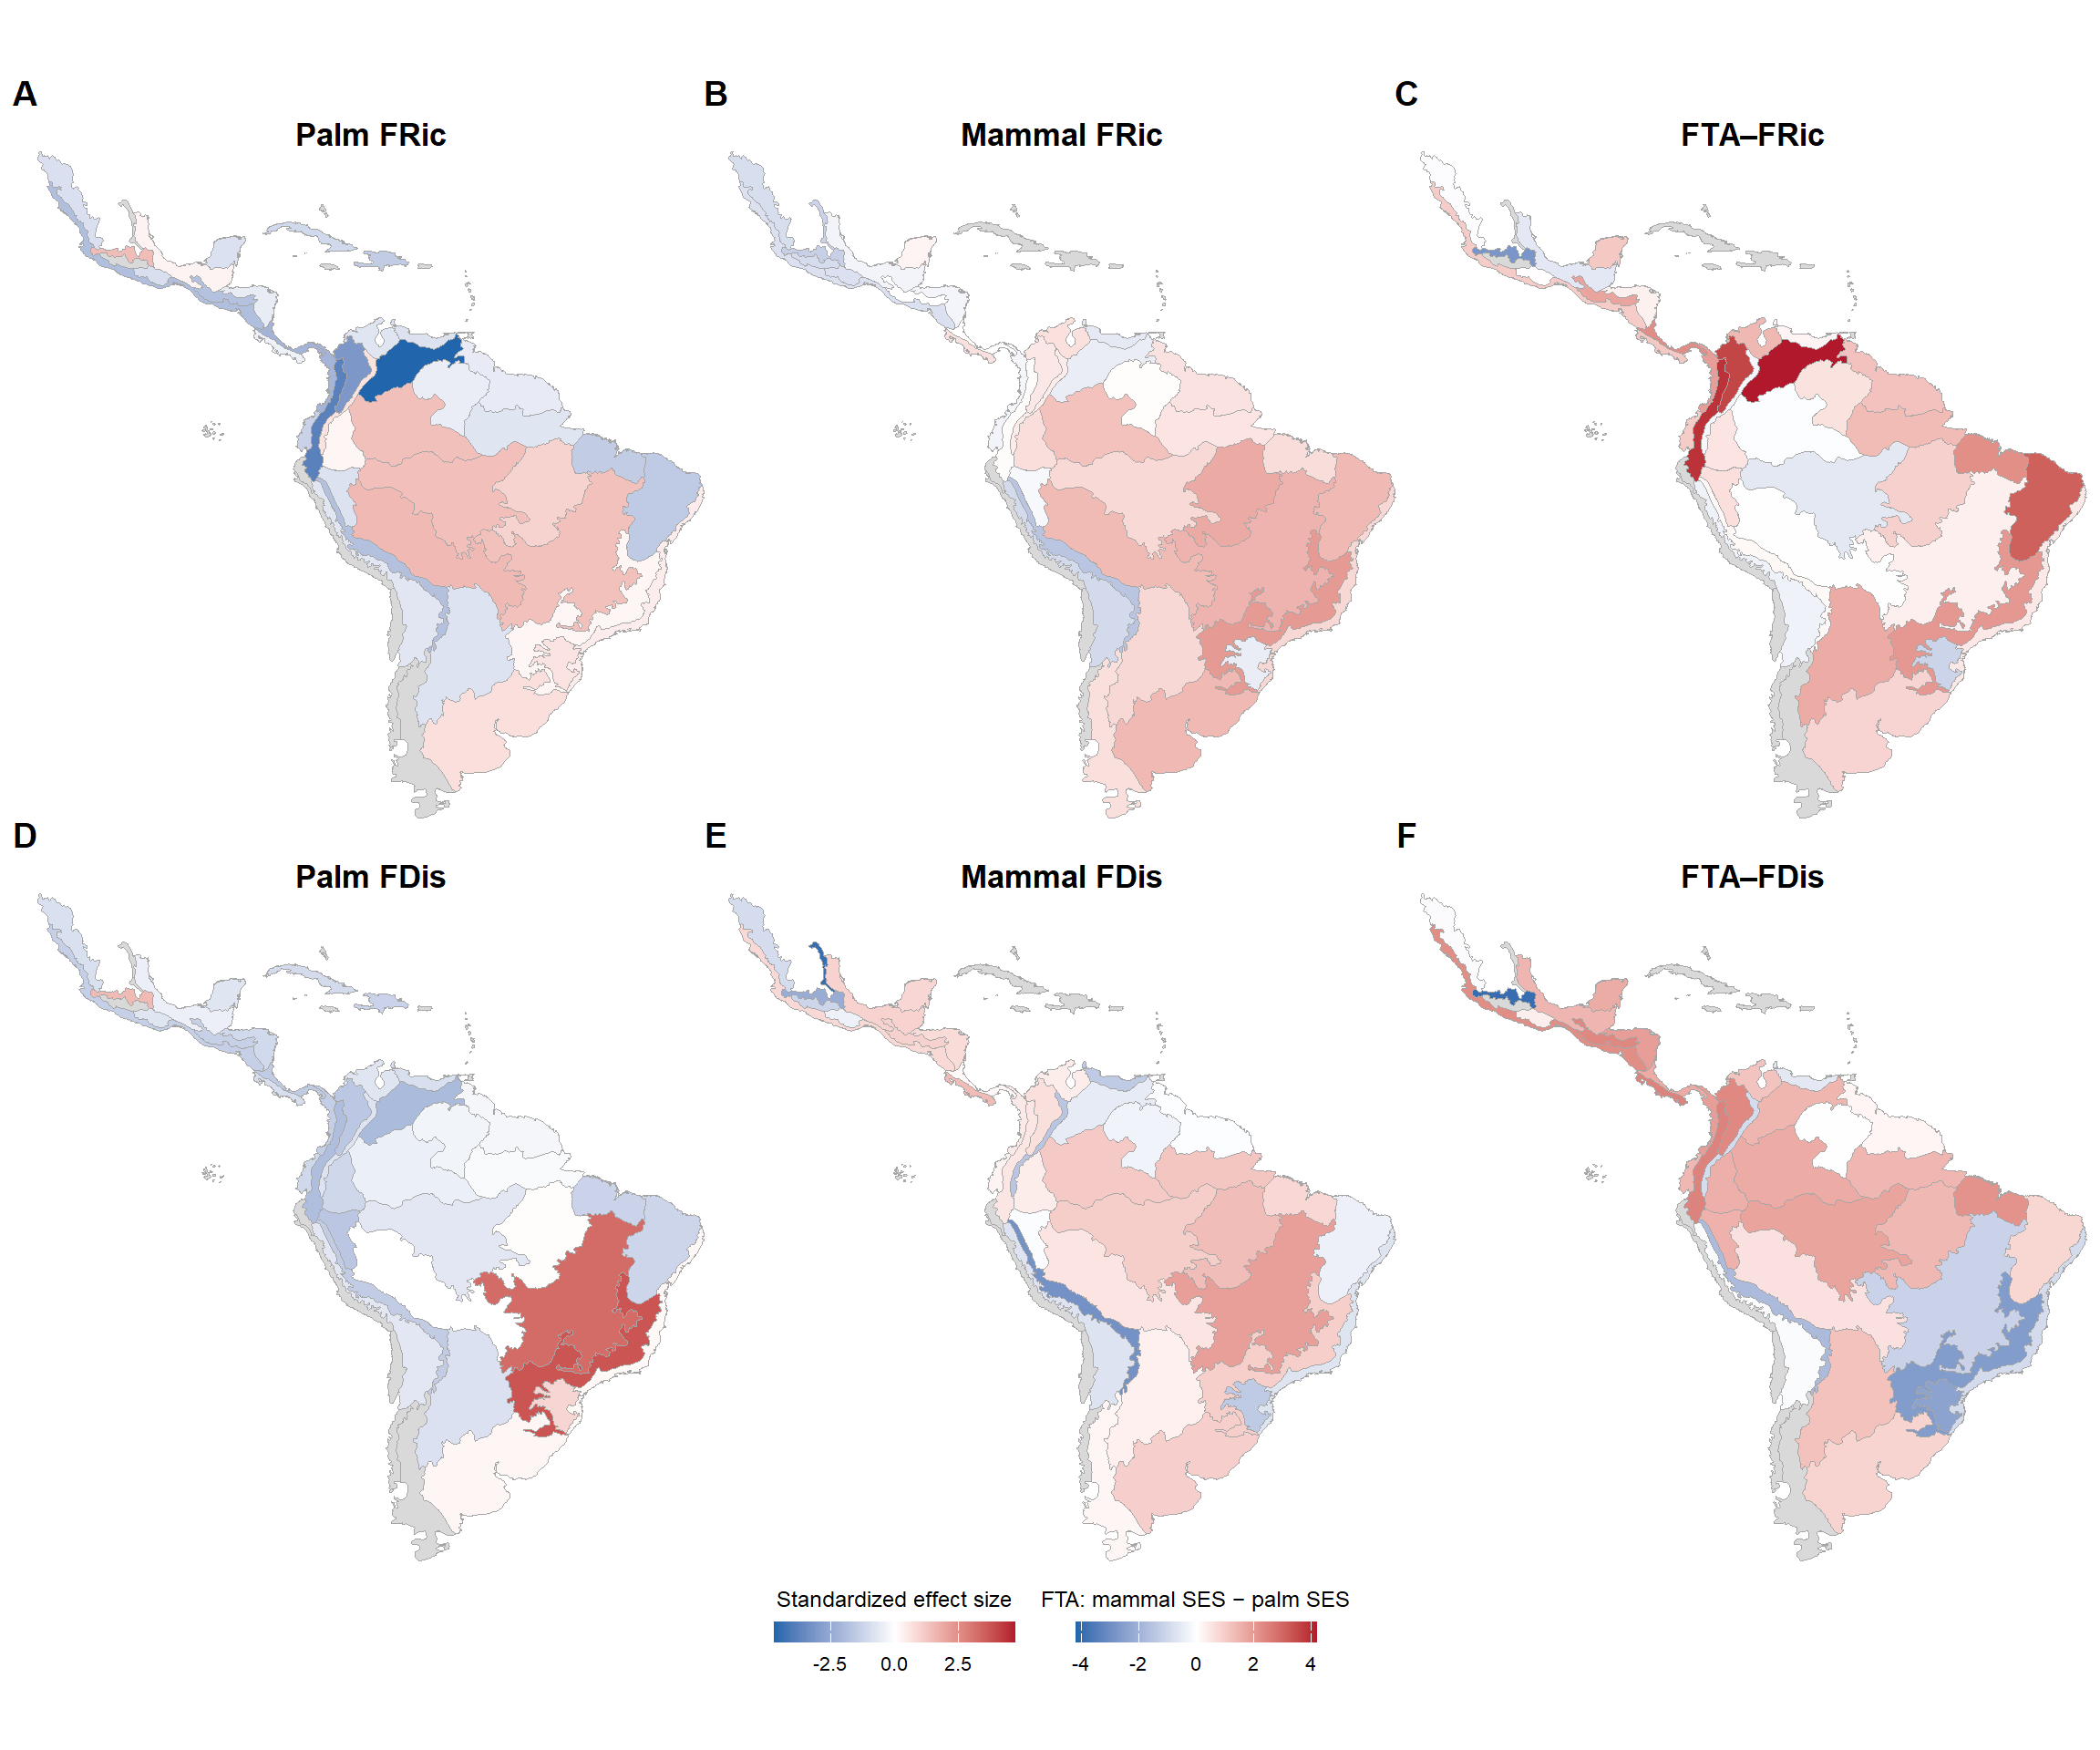 A
B
C
Palm FRic
Mammal FRic
FTA–FRic
D
E
F
Palm FDis
Mammal FDis
FTA–FDis
Standardized effect size
-2.5 0.0 2.5
FTA: mammal SES − palm SES
-4 -2 0 2 4